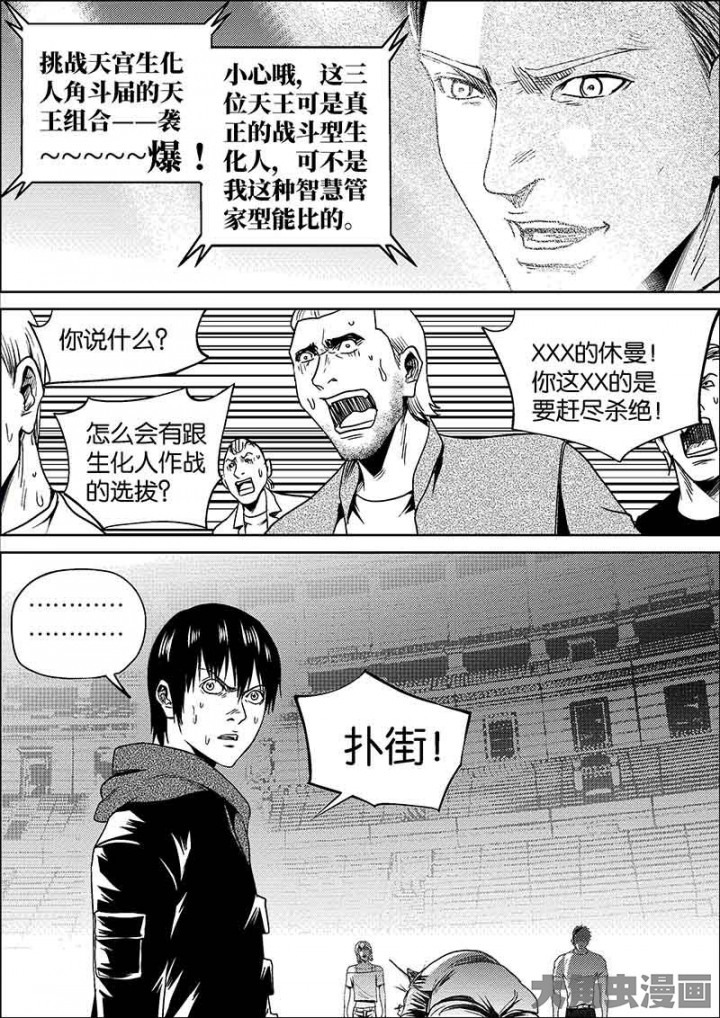 挑战天宫生化
人角斗届的天
王组合——袭
~~~~~爆！
小心哦，这三
位天王可是真
正的战斗型生
化人，可不是
我这种智慧管
家型能比的。
你说什么？
怎么会有跟
生化人作战
的选拔？
XXX的休曼！
你这XX的是
要赶尽杀绝！
…………
…………
扑街！
大角虫漫画